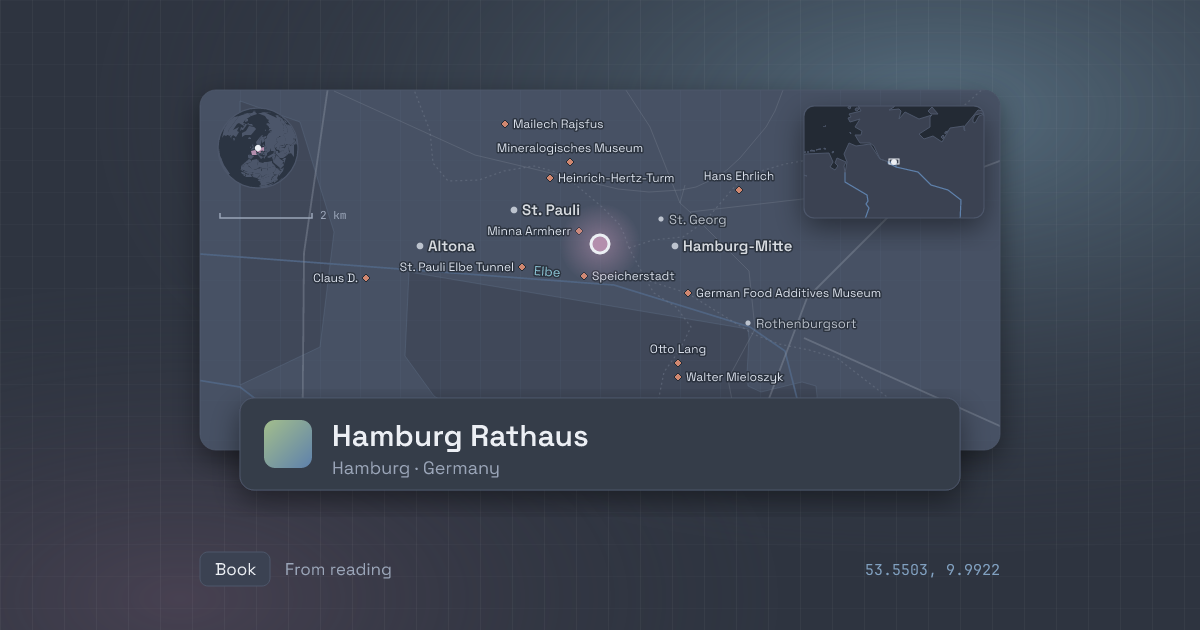 Mailech Rajsfus
Mineralogisches Museum
Heinrich-Hertz-Turm
Hans Ehrlich
St. Pauli
2 km
St. Georg
Minna Armherr
Altona
Hamburg-Mitte
St. Pauli Elbe Tunnel
Elbe
Speicherstadt
Claus D.
German Food Additives Museum
Rothenburgsort
Otto Lang
Walter Mieloszyk
Hamburg Rathaus
Hamburg · Germany
Book
From reading
53.5503, 9.9922